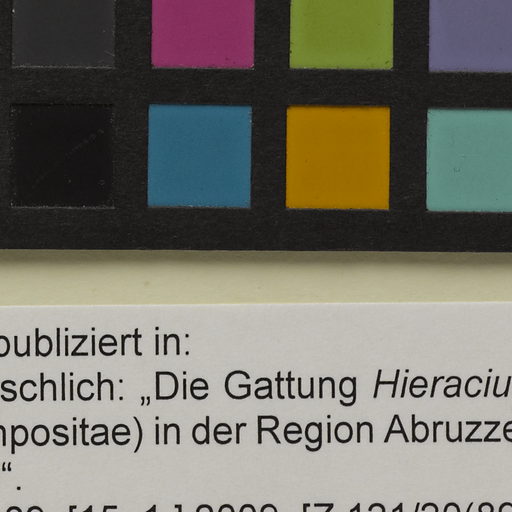 publiziert in:
schlich: „Die Gattung Hieraciu
npositae) in der Region Abruzze
“.